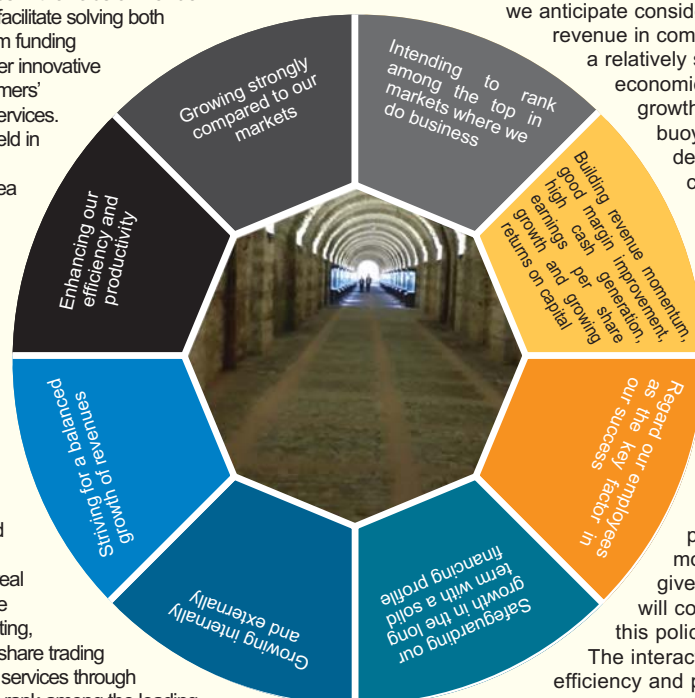 facilitate solving both
m funding
er innovative
mers'
ervices.
eld in
ea
d
eal
e
ting,
share trading
services through
rank among the leading
Growing strongly
compared to our
markets
Intending to rank
among the top in
markets where we
do business
Building revenue momentum,
good margin improvement,
high cash generation,
earnings per share
growth and growing
returns on capital
Regard our employees
as the key factor in
our success
Safeguarding our
growth in the long
term with a solid
financing profile
Growing internally
and externally
Striving for a balanced
growth of revenues
Enhancing our
efficiency and
productivity
we anticipate consid
revenue in com
a relatively s
economic
growth
buoy
de
c
p
mo
give
will co
this polic
The interac
efficiency and p